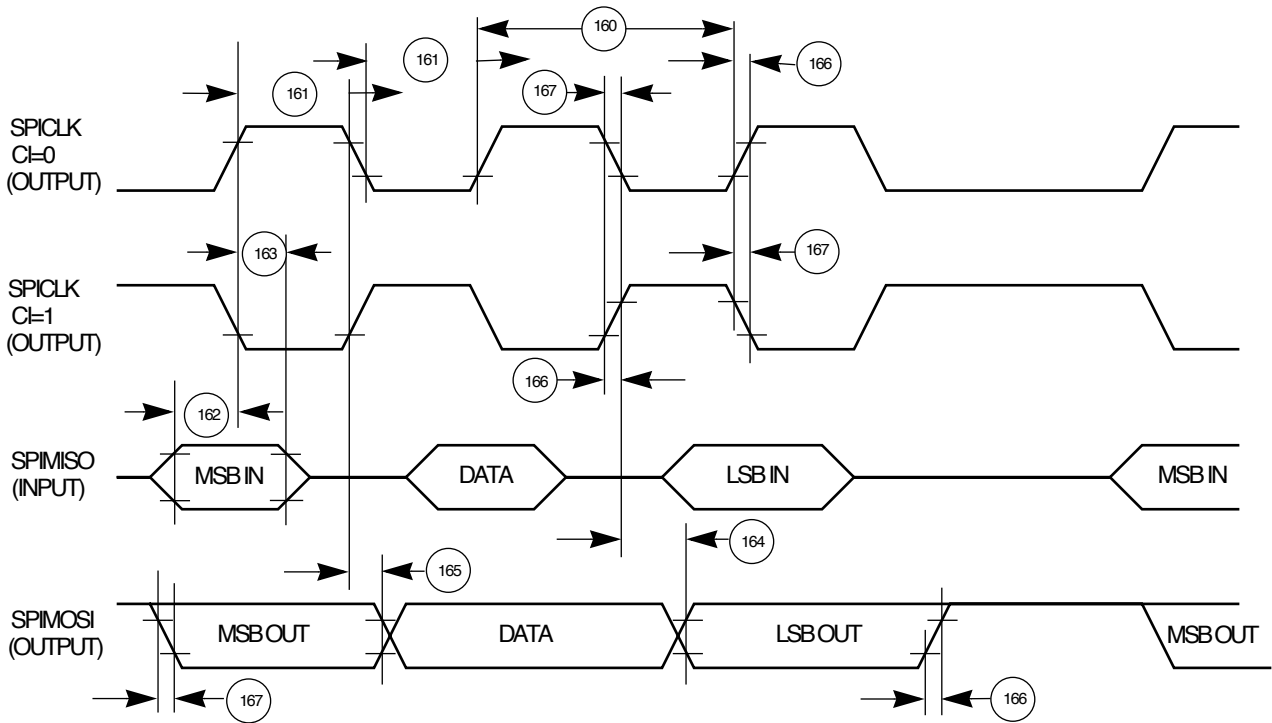 160
161
161
166
167
SPICLK
CI=0
(OUTPUT)
163
167
SPICLK
CI=1
(OUTPUT)
166
162
SPIMISO
(INPUT)
MSB IN
DATA
LSB IN
MSB IN
164
165
SPIMOSI
(OUTPUT)
MSB OUT
DATA
LSB OUT
MSB OUT
167
166